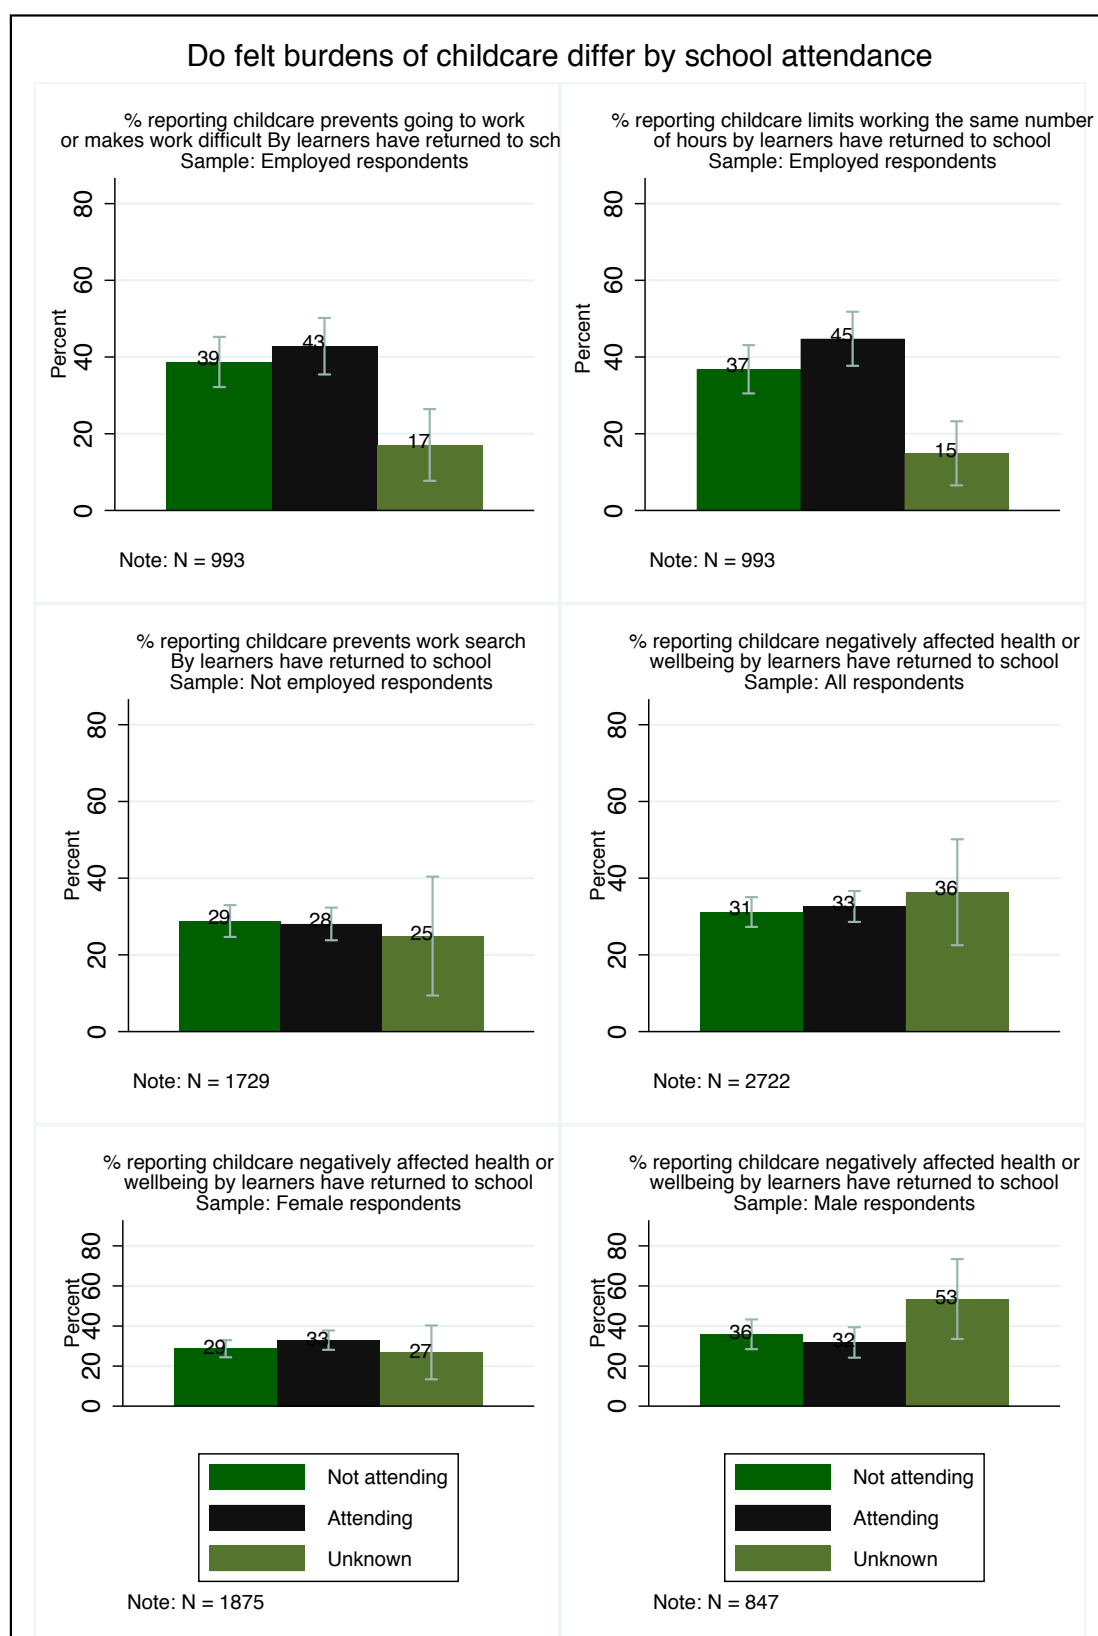 Do felt burdens of childcare differ by school attendance
% reporting childcare prevents going to work
or makes work difficult By learners have returned to sch
Sample: Employed respondents
Percent
80
60
40
20
0
39
43
17
Note: N = 993
% reporting childcare limits working the same number
of hours by learners have returned to school
Sample: Employed respondents
Percent
80
60
40
20
0
37
45
15
Note: N = 993
% reporting childcare prevents work search
By learners have returned to school
Sample: Not employed respondents
Percent
80
60
40
20
0
29
28
25
Note: N = 1729
% reporting childcare negatively affected health or
wellbeing by learners have returned to school
Sample: All respondents
Percent
80
60
40
20
0
31
33
36
Note: N = 2722
% reporting childcare negatively affected health or
wellbeing by learners have returned to school
Sample: Female respondents
Percent
80
60
40
20
0
29
33
27
Not attending
Attending
Unknown
Note: N = 1875
% reporting childcare negatively affected health or
wellbeing by learners have returned to school
Sample: Male respondents
Percent
80
60
40
20
0
36
32
53
Not attending
Attending
Unknown
Note: N = 847